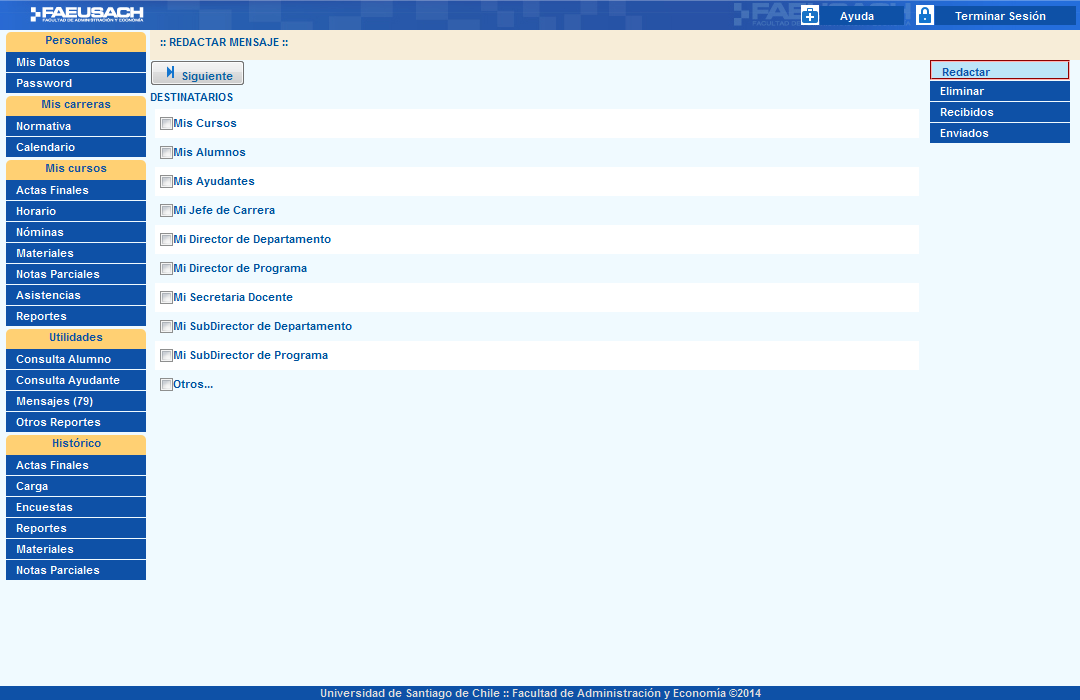 FAEUSACH
FACULTAD DE ADMINISTRACIÓN Y ECONOMÍA
Ayuda
Terminar Sesión
Personales
Mis Datos
Password
Mis carreras
Normativa
Calendario
Mis cursos
Actas Finales
Horario
Nóminas
Materiales
Notas Parciales
Asistencias
Reportes
Utilidades
Consulta Alumno
Consulta Ayudante
Mensajes (79)
Otros Reportes
Histórico
Actas Finales
Carga
Encuestas
Reportes
Materiales
Notas Parciales
:: REDACTAR MENSAJE ::
Siguiente
DESTINATARIOS
Mis Cursos
Mis Alumnos
Mis Ayudantes
Mi Jefe de Carrera
Mi Director de Departamento
Mi Director de Programa
Mi Secretaria Docente
Mi SubDirector de Departamento
Mi SubDirector de Programa
Otros...
Redactar
Eliminar
Recibidos
Enviados
Universidad de Santiago de Chile :: Facultad de Administración y Economía ©2014